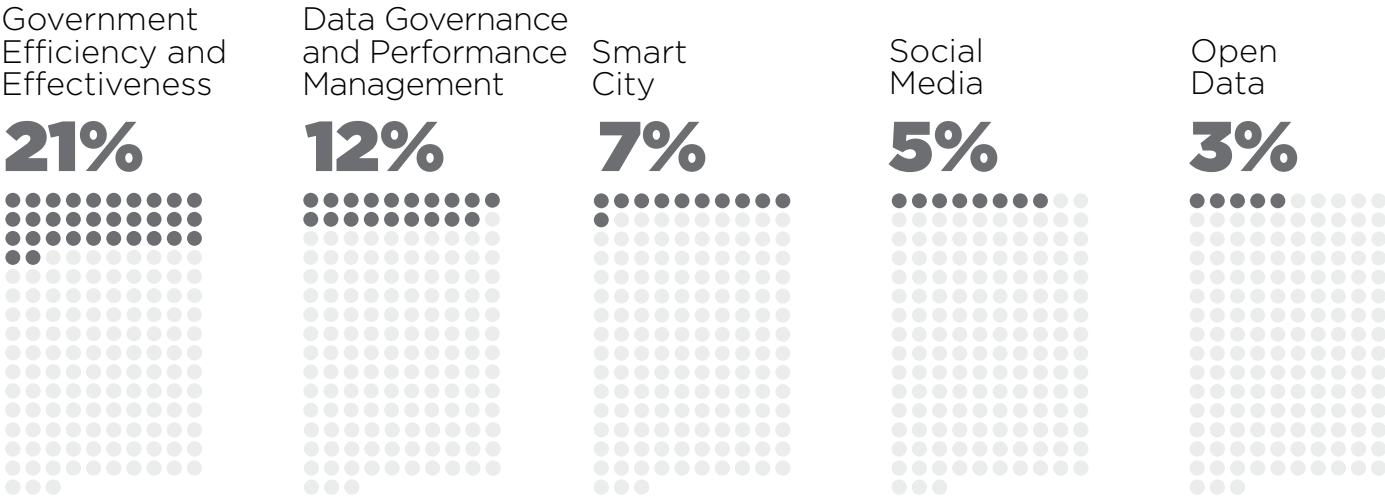 Government
Efficiency and
Effectiveness
21%
Data Governance
and Performance
Management
12%
Smart
City
7%
Social
Media
5%
Open
Data
3%